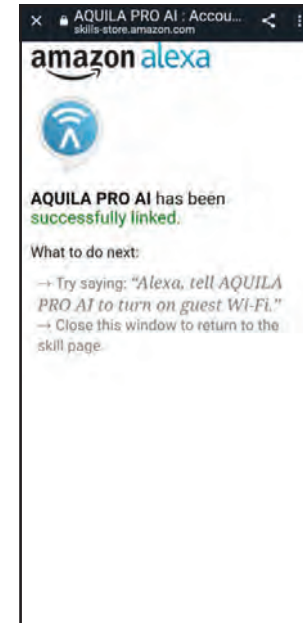 AQUILA PRO AI : Accou...
skills-store.amazon.com
amazon alexa
AQUILA PRO AI has been
successfully linked.
What to do next:
→ Try saying: "Alexa, tell AQUILA
PRO AI to turn on guest Wi-Fi."
→ Close this window to return to the
skill page.